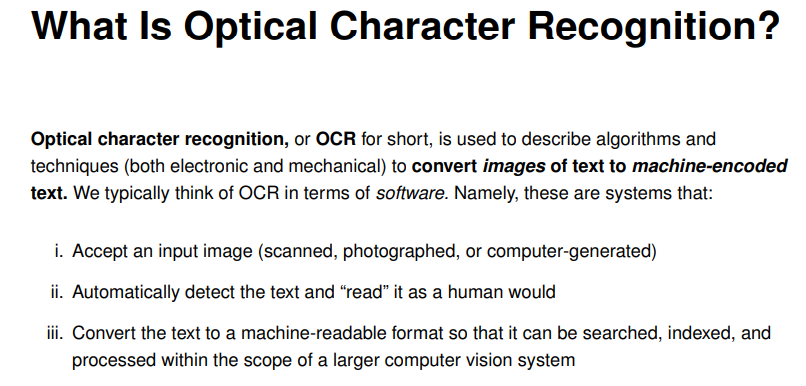 What Is Optical Character Recognition?
Optical character recognition, or OCR for short, is used to describe algorithms and
techniques (both electronic and mechanical) to convert images of text to machine-encoded
text. We typically think of OCR in terms of software. Namely, these are systems that:
i. Accept an input image (scanned, photographed, or computer-generated)
ii. Automatically detect the text and “read” it as a human would
iii. Convert the text to a machine-readable format so that it can be searched, indexed, and
processed within the scope of a larger computer vision system